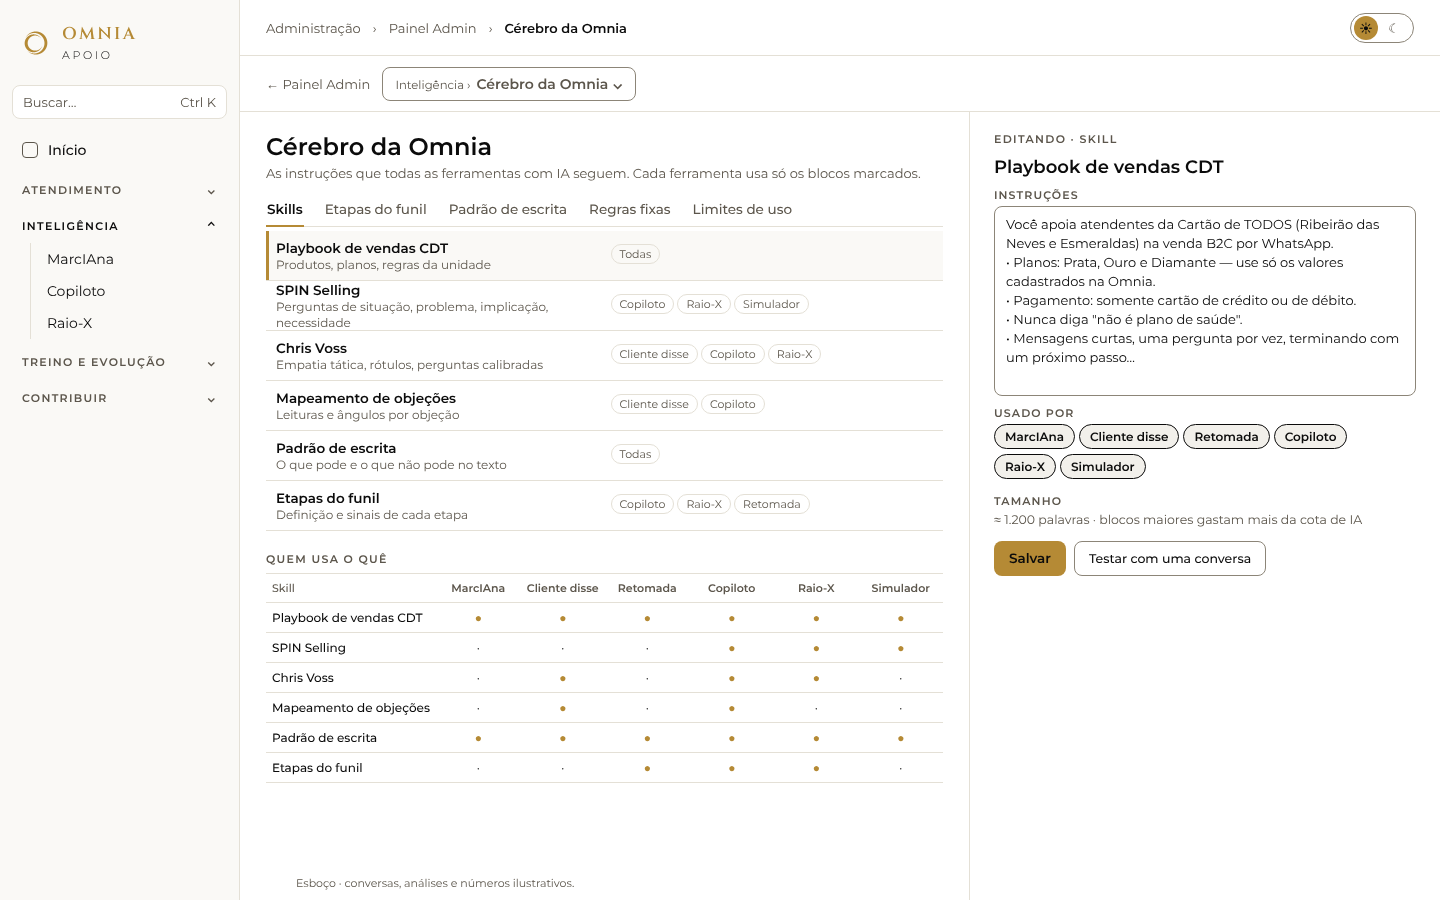 OMNIA
APOIO
Buscar...
Ctrl K
Início
ATENDIMENTO
INTELIGÊNCIA
MarcIAna
Copiloto
Raio-X
TREINO E EVOLUÇÃO
CONTRIBUIR
Administração › Painel Admin › Cérebro da Omnia
← Painel Admin
Inteligência › Cérebro da Omnia
Cérebro da Omnia
As instruções que todas as ferramentas com IA seguem. Cada ferramenta usa só os blocos marcados.
Skills Etapas do funil Padrão de escrita Regras fixas Limites de uso
Playbook de vendas CDT
Produtos, planos, regras da unidade
Todas
SPIN Selling
Perguntas de situação, problema, implicação,
necessidade
Copiloto Raio-X Simulador
Chris Voss
Empatia tática, rótulos, perguntas calibradas
Cliente disse Copiloto Raio-X
Mapeamento de objeções
Leituras e ângulos por objeção
Cliente disse Copiloto
Padrão de escrita
O que pode e o que não pode no texto
Todas
Etapas do funil
Definição e sinais de cada etapa
Copiloto Raio-X Retomada
QUEM USA O QUÊ
Skill MarcIAna Cliente disse Retomada Copiloto Raio-X Simulador
Playbook de vendas CDT ● ● ● ● ● ●
SPIN Selling · · · ● ● ●
Chris Voss · ● · ● ● ·
Mapeamento de objeções · ● · ● · ·
Padrão de escrita ● ● ● ● ● ●
Etapas do funil · · ● ● ● ·
Esboço · conversas, análises e números ilustrativos.
EDITANDO · SKILL
Playbook de vendas CDT
INSTRUÇÕES
Você apoia atendentes da Cartão de TODOS (Ribeirão das
Neves e Esmeraldas) na venda B2C por WhatsApp.
• Planos: Prata, Ouro e Diamante — use só os valores
cadastrados na Omnia.
• Pagamento: somente cartão de crédito ou de débito.
• Nunca diga "não é plano de saúde".
• Mensagens curtas, uma pergunta por vez, terminando com
um próximo passo...
USADO POR
MarcIAna Cliente disse Retomada Copiloto
Raio-X Simulador
TAMANHO
≈ 1.200 palavras · blocos maiores gastam mais da cota de IA
Salvar
Testar com uma conversa